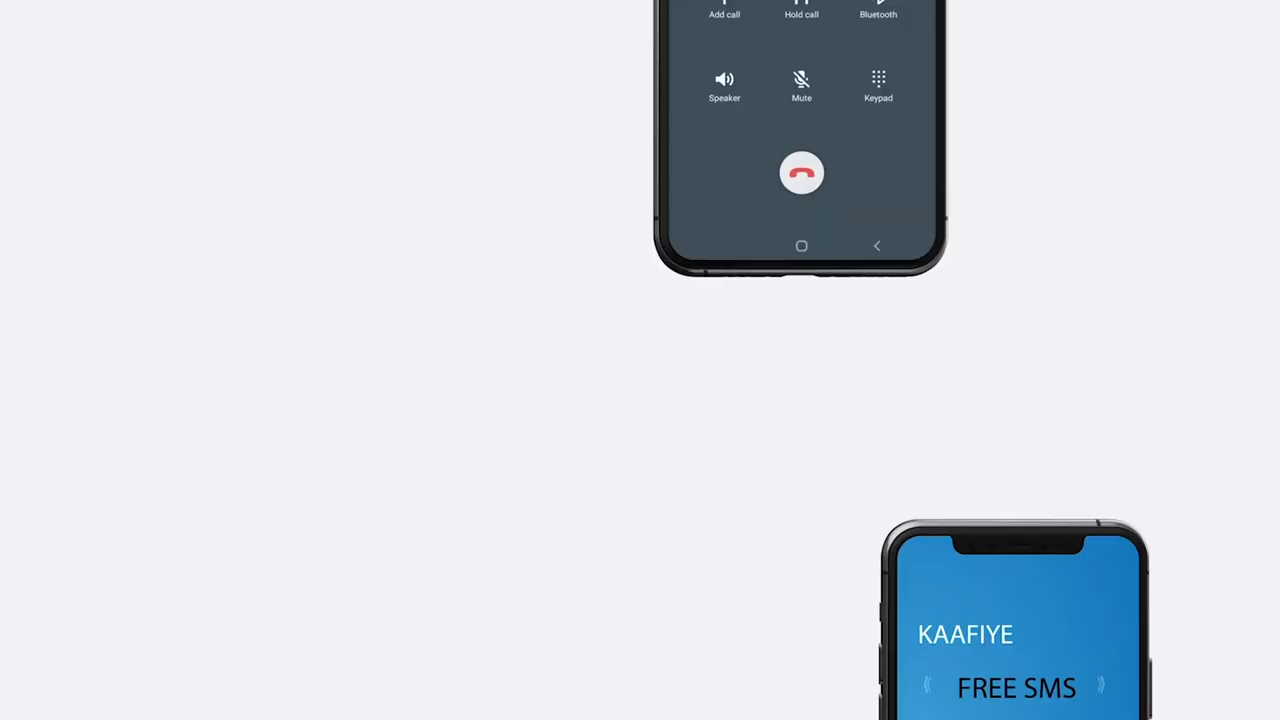 Add call Hold call Bluetooth
Speaker Mute Keypad
KAAFIYE
FREE SMS